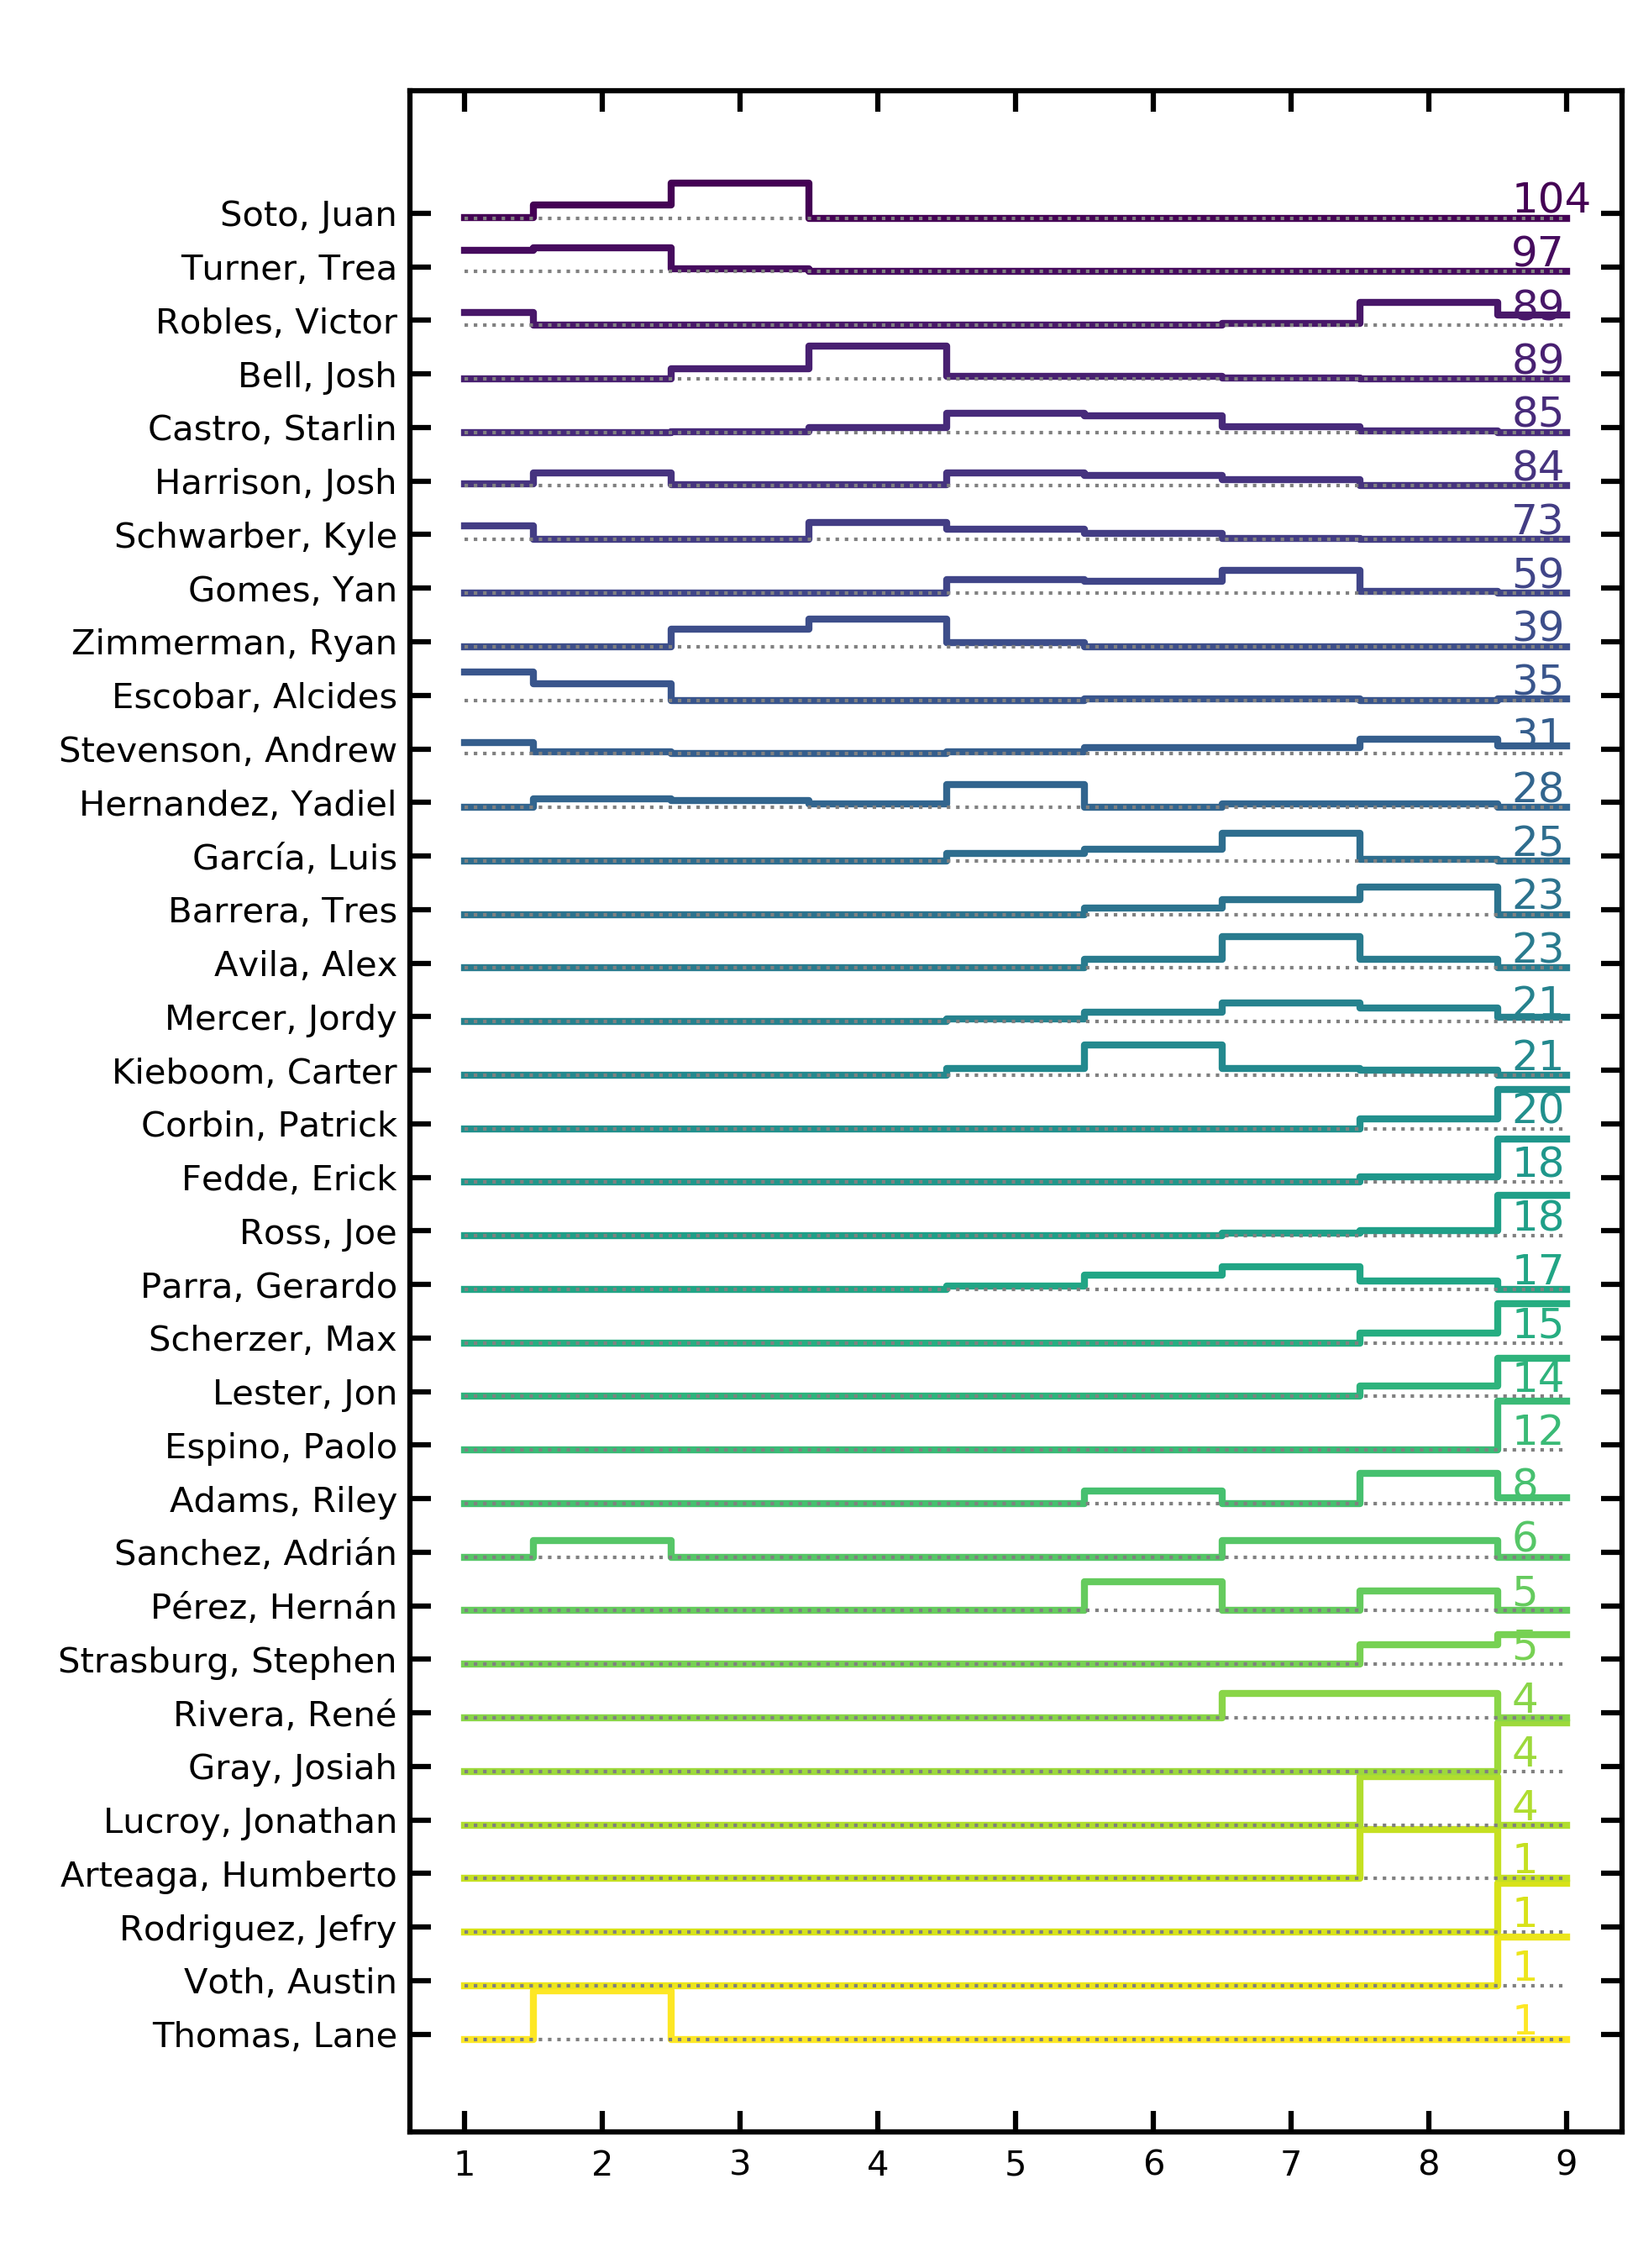 Soto, Juan 104
Turner, Trea 97
Robles, Victor 89
Bell, Josh 89
Castro, Starlin 85
Harrison, Josh 84
Schwarber, Kyle 73
Gomes, Yan 59
Zimmerman, Ryan 39
Escobar, Alcides 35
Stevenson, Andrew 31
Hernandez, Yadiel 28
García, Luis 25
Barrera, Tres 23
Avila, Alex 23
Mercer, Jordy 21
Kieboom, Carter 21
Corbin, Patrick 20
Fedde, Erick 18
Ross, Joe 18
Parra, Gerardo 17
Scherzer, Max 15
Lester, Jon 14
Espino, Paolo 12
Adams, Riley 8
Sanchez, Adrián 6
Pérez, Hernán 5
Strasburg, Stephen 5
Rivera, René 4
Gray, Josiah 4
Lucroy, Jonathan 4
Arteaga, Humberto 1
Rodriguez, Jefry 1
Voth, Austin 1
Thomas, Lane 1
1 2 3 4 5 6 7 8 9